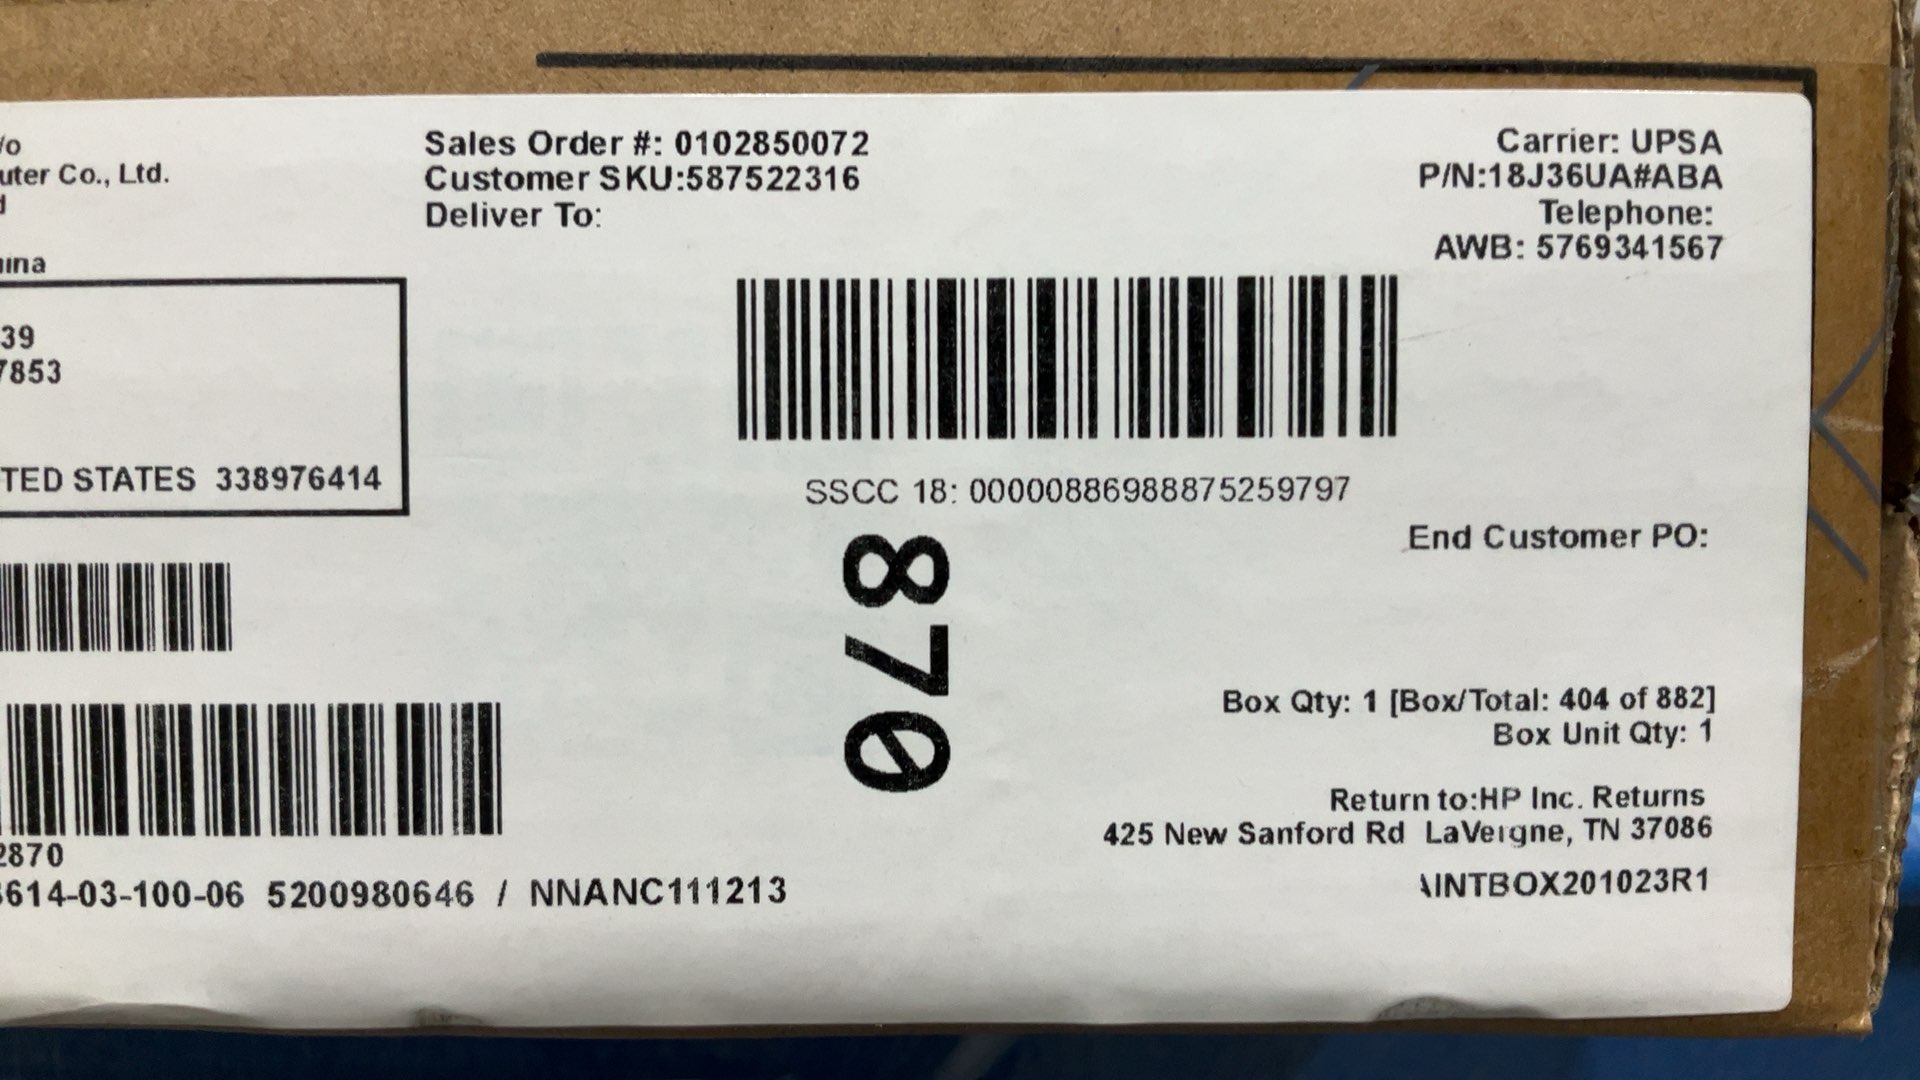 /o
uter Co., Ltd.
ina
39
7853
TED STATES 338976414
Sales Order #: 0102850072
Customer SKU:587522316
Deliver To:
Carrier: UPSA
P/N:18J36UA#ABA
Telephone:
AWB: 5769341567
SSCC 18: 00000886988875259797
870
End Customer PO:
Box Qty: 1 [Box/Total: 404 of 882]
Box Unit Qty: 1
Return to:HP Inc. Returns
425 New Sanford Rd LaVergne, TN 37086
INTBOX201023R1
2870
614-03-100-06 5200980646 / NNANC111213